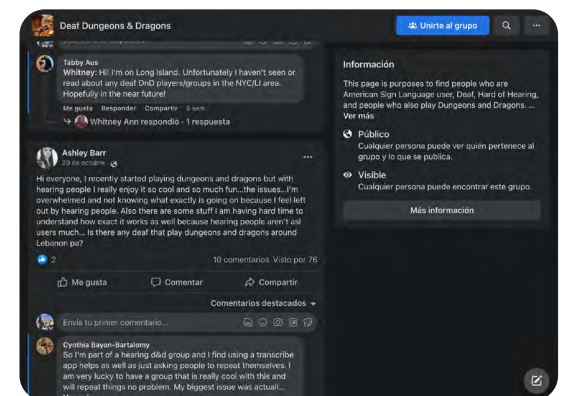 Deaf Dungeons & Dragons
Unirte al grupo
Tabby Aus
Whitney: Hi! I'm on Long Island. Unfortunately I haven't seen or
read about any deaf DnD players/groups in the NYC/LI area.
Hopefully in the near future!
Me gusta Responder Compartir 6 sem
Whitney Ann respondió · 1 respuesta
Ashley Barr
29 de octubre ·
Hi everyone, I recently started playing dungeons and dragons but with
hearing people I really enjoy it so cool and so much fun...the issues...I'm
overwhelmed and not knowing what exactly is going on because I feel left
out by hearing people. Also there are some stuff I am having hard time to
understand how exact it works as well because hearing people aren't asl
users much... Is there any deaf that play dungeons and dragons around
Lebanon pa?
2
10 comentarios Visto por 76
Me gusta Comentar Compartir
Comentarios destacados
Envía tu primer comentario...
Cynthia Bayon-Bartalomy
So I'm part of a hearing d&d group and I find using a transcribe
app helps as well as just asking people to repeat themselves. I
am very lucky to have a group that is really cool with this and
will repeat things no problem. My biggest issue was actuall...
Información
This page is purposes to find people who are
American Sign Language user, Deaf, Hard of Hearing,
and people who also play Dungeons and Dragons. ...
Ver más
Público
Cualquier persona puede ver quién pertenece al
grupo y lo que se publica.
Visible
Cualquier persona puede encontrar este grupo.
Más información